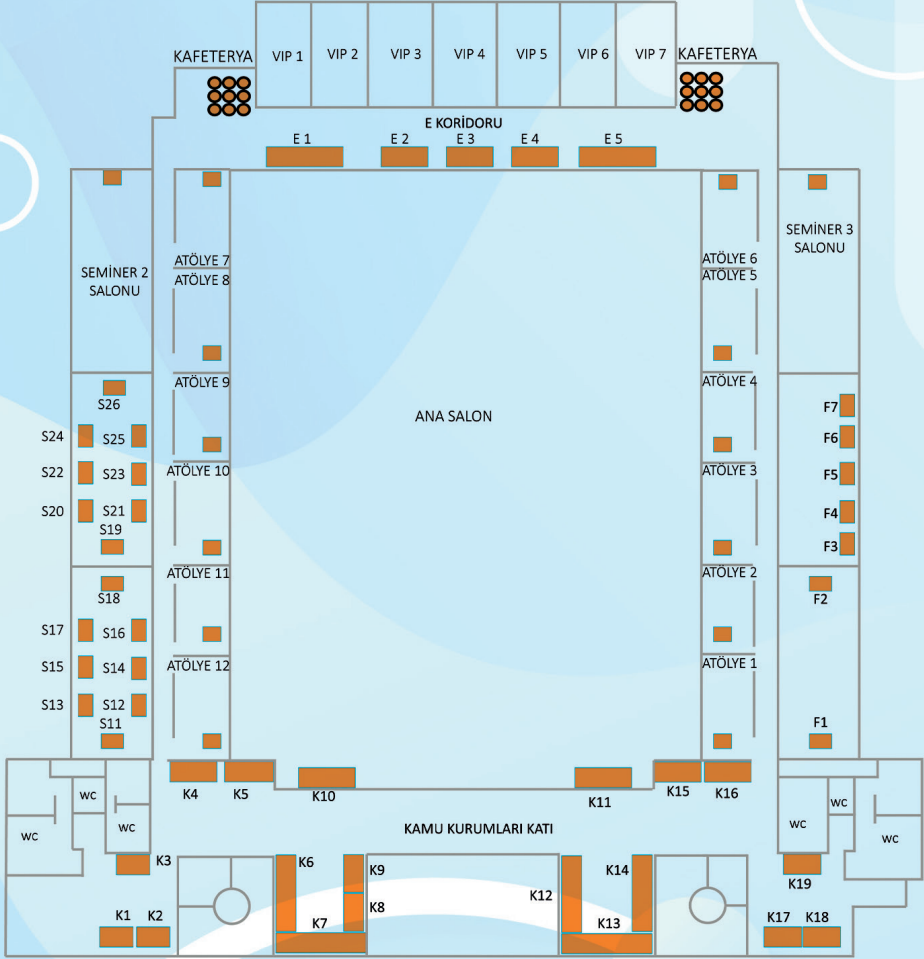 KAFETERYA
VIP 1
VIP 2
VIP 3
VIP 4
VIP 5
VIP 6
VIP 7
KAFETERYA
E KORİDORU
E 1
E 2
E 3
E 4
E 5
SEMİNER 2
SALONU
ATÖLYE 7
ATÖLYE 8
ATÖLYE 6
ATÖLYE 5
SEMİNER 3
SALONU
ATÖLYE 9
ATÖLYE 4
S26
S24
S25
S22
S23
S20
S21
S19
ANA SALON
F7
F6
F5
F4
F3
ATÖLYE 10
ATÖLYE 3
ATÖLYE 11
ATÖLYE 2
S18
S17
S16
S15
S14
S13
S12
S11
F2
F1
ATÖLYE 12
ATÖLYE 1
K4
K5
K10
K11
K15
K16
WC
WC
WC
KAMU KURUMLARI KATI
WC
WC
WC
K3
K6
K9
K8
K7
K12
K14
K13
K19
K1
K2
K17
K18